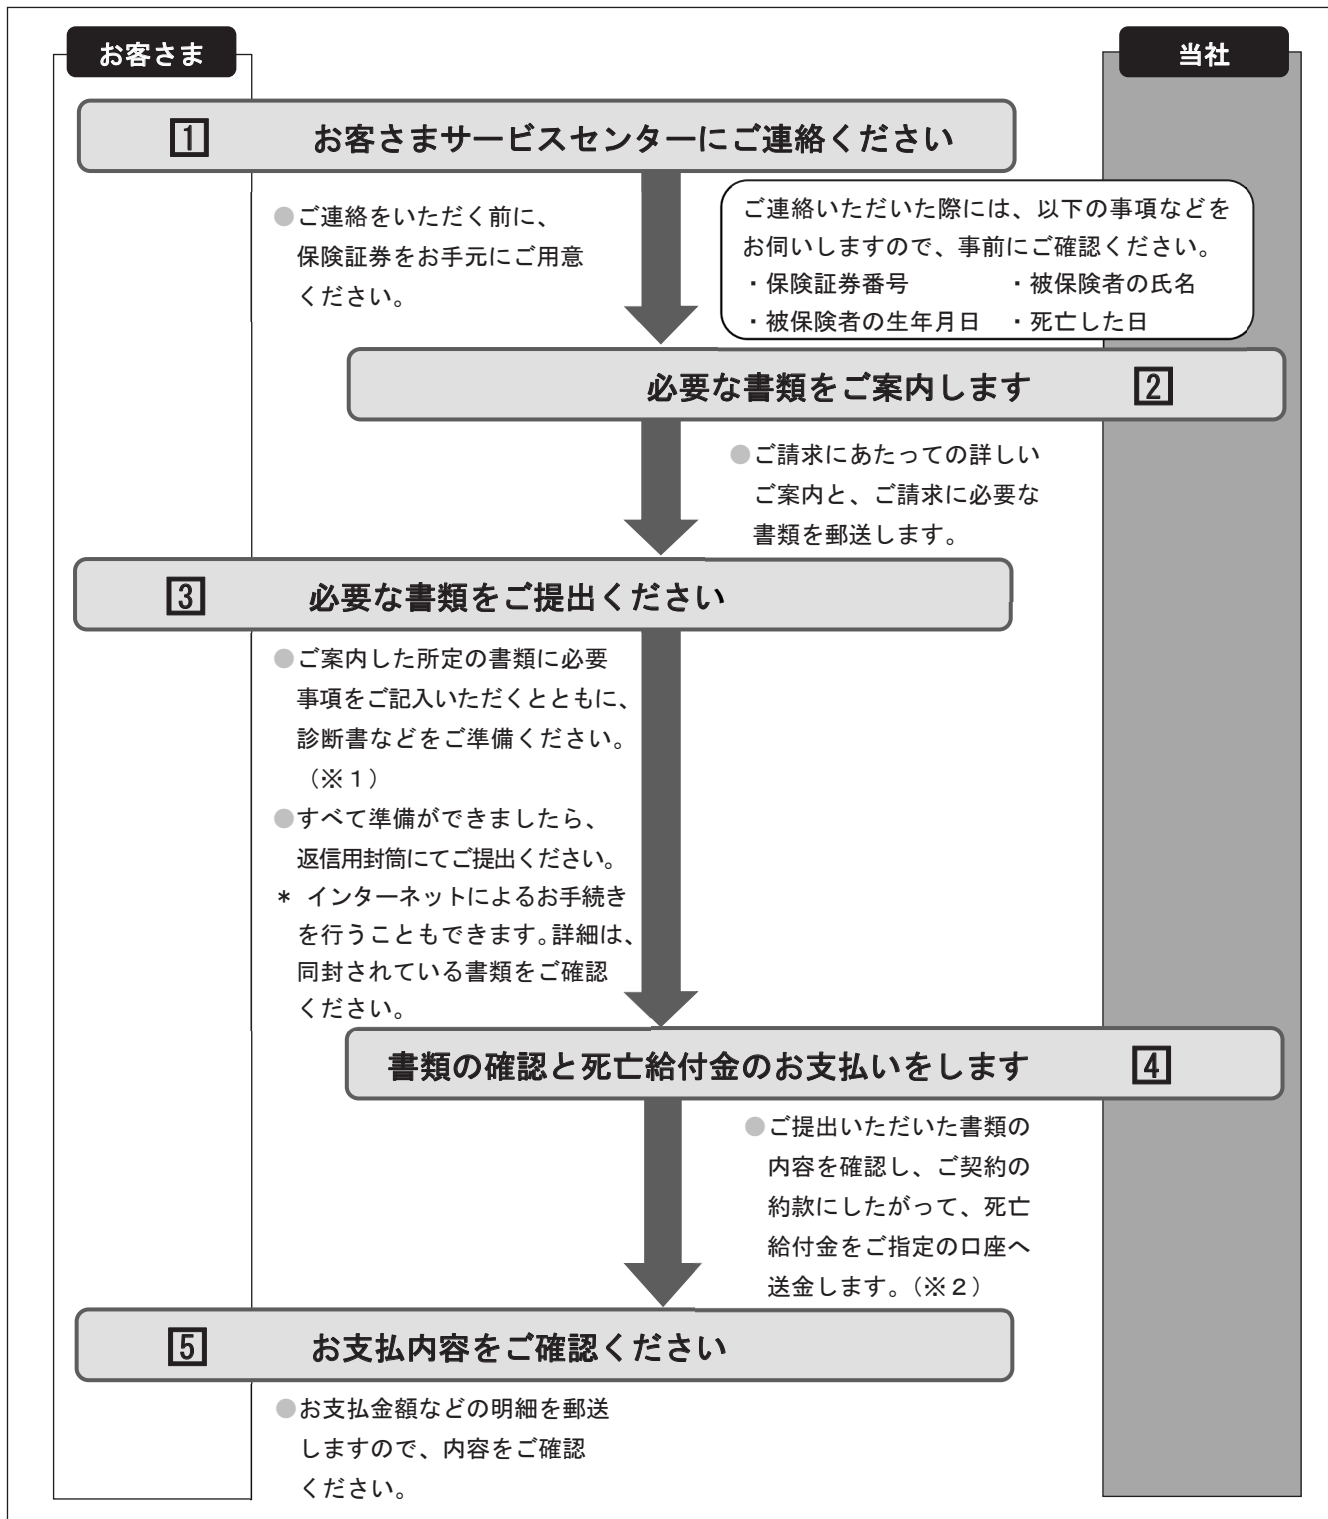 お客さま
当社
1 お客さまサービスセンターにご連絡ください
●ご連絡をいただく前に、
保険証券をお手元にご用意
ください。
ご連絡いただいた際には、以下の事項などを
お伺いしますので、事前にご確認ください。
・保険証券番号 ・被保険者の氏名
・被保険者の生年月日 ・死亡した日
必要な書類をご案内します 2
●ご請求にあたっての詳しい
ご案内と、ご請求に必要な
書類を郵送します。
3 必要な書類をご提出ください
●ご案内した所定の書類に必要
事項をご記入いただくとともに、
診断書などをご準備ください。
（※１）
●すべて準備ができましたら、
返信用封筒にてご提出ください。
* インターネットによるお手続き
を行うこともできます。詳細は、
同封されている書類をご確認
ください。
書類の確認と死亡給付金のお支払いをします 4
●ご提出いただいた書類の
内容を確認し、ご契約の
約款にしたがって、死亡
給付金をご指定の口座へ
送金します。（※２）
5 お支払内容をご確認ください
●お支払金額などの明細を郵送
しますので、内容をご確認
ください。